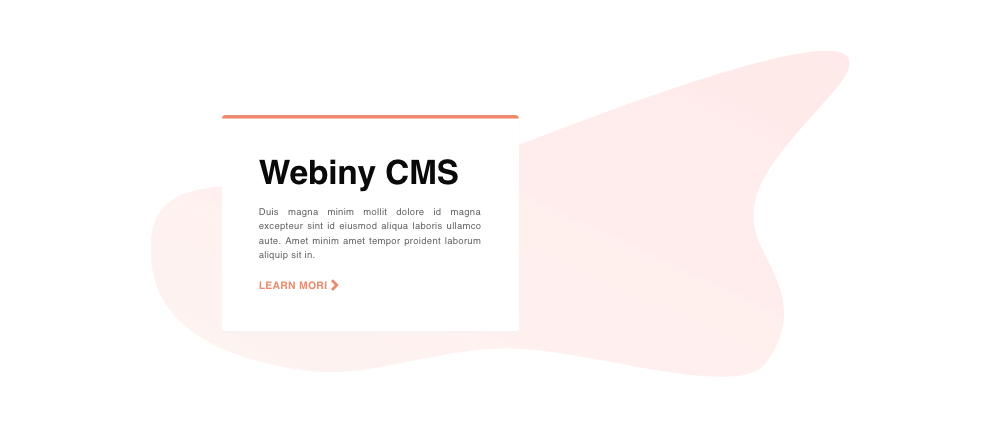 Webiny CMS
Duis magna minim mollit dolore id magna
excepteur sint id eiusmod aliqua laboris ullamco
aute. Amet minim amet tempor proident laborum
aliquip sit in.
LEARN MORI